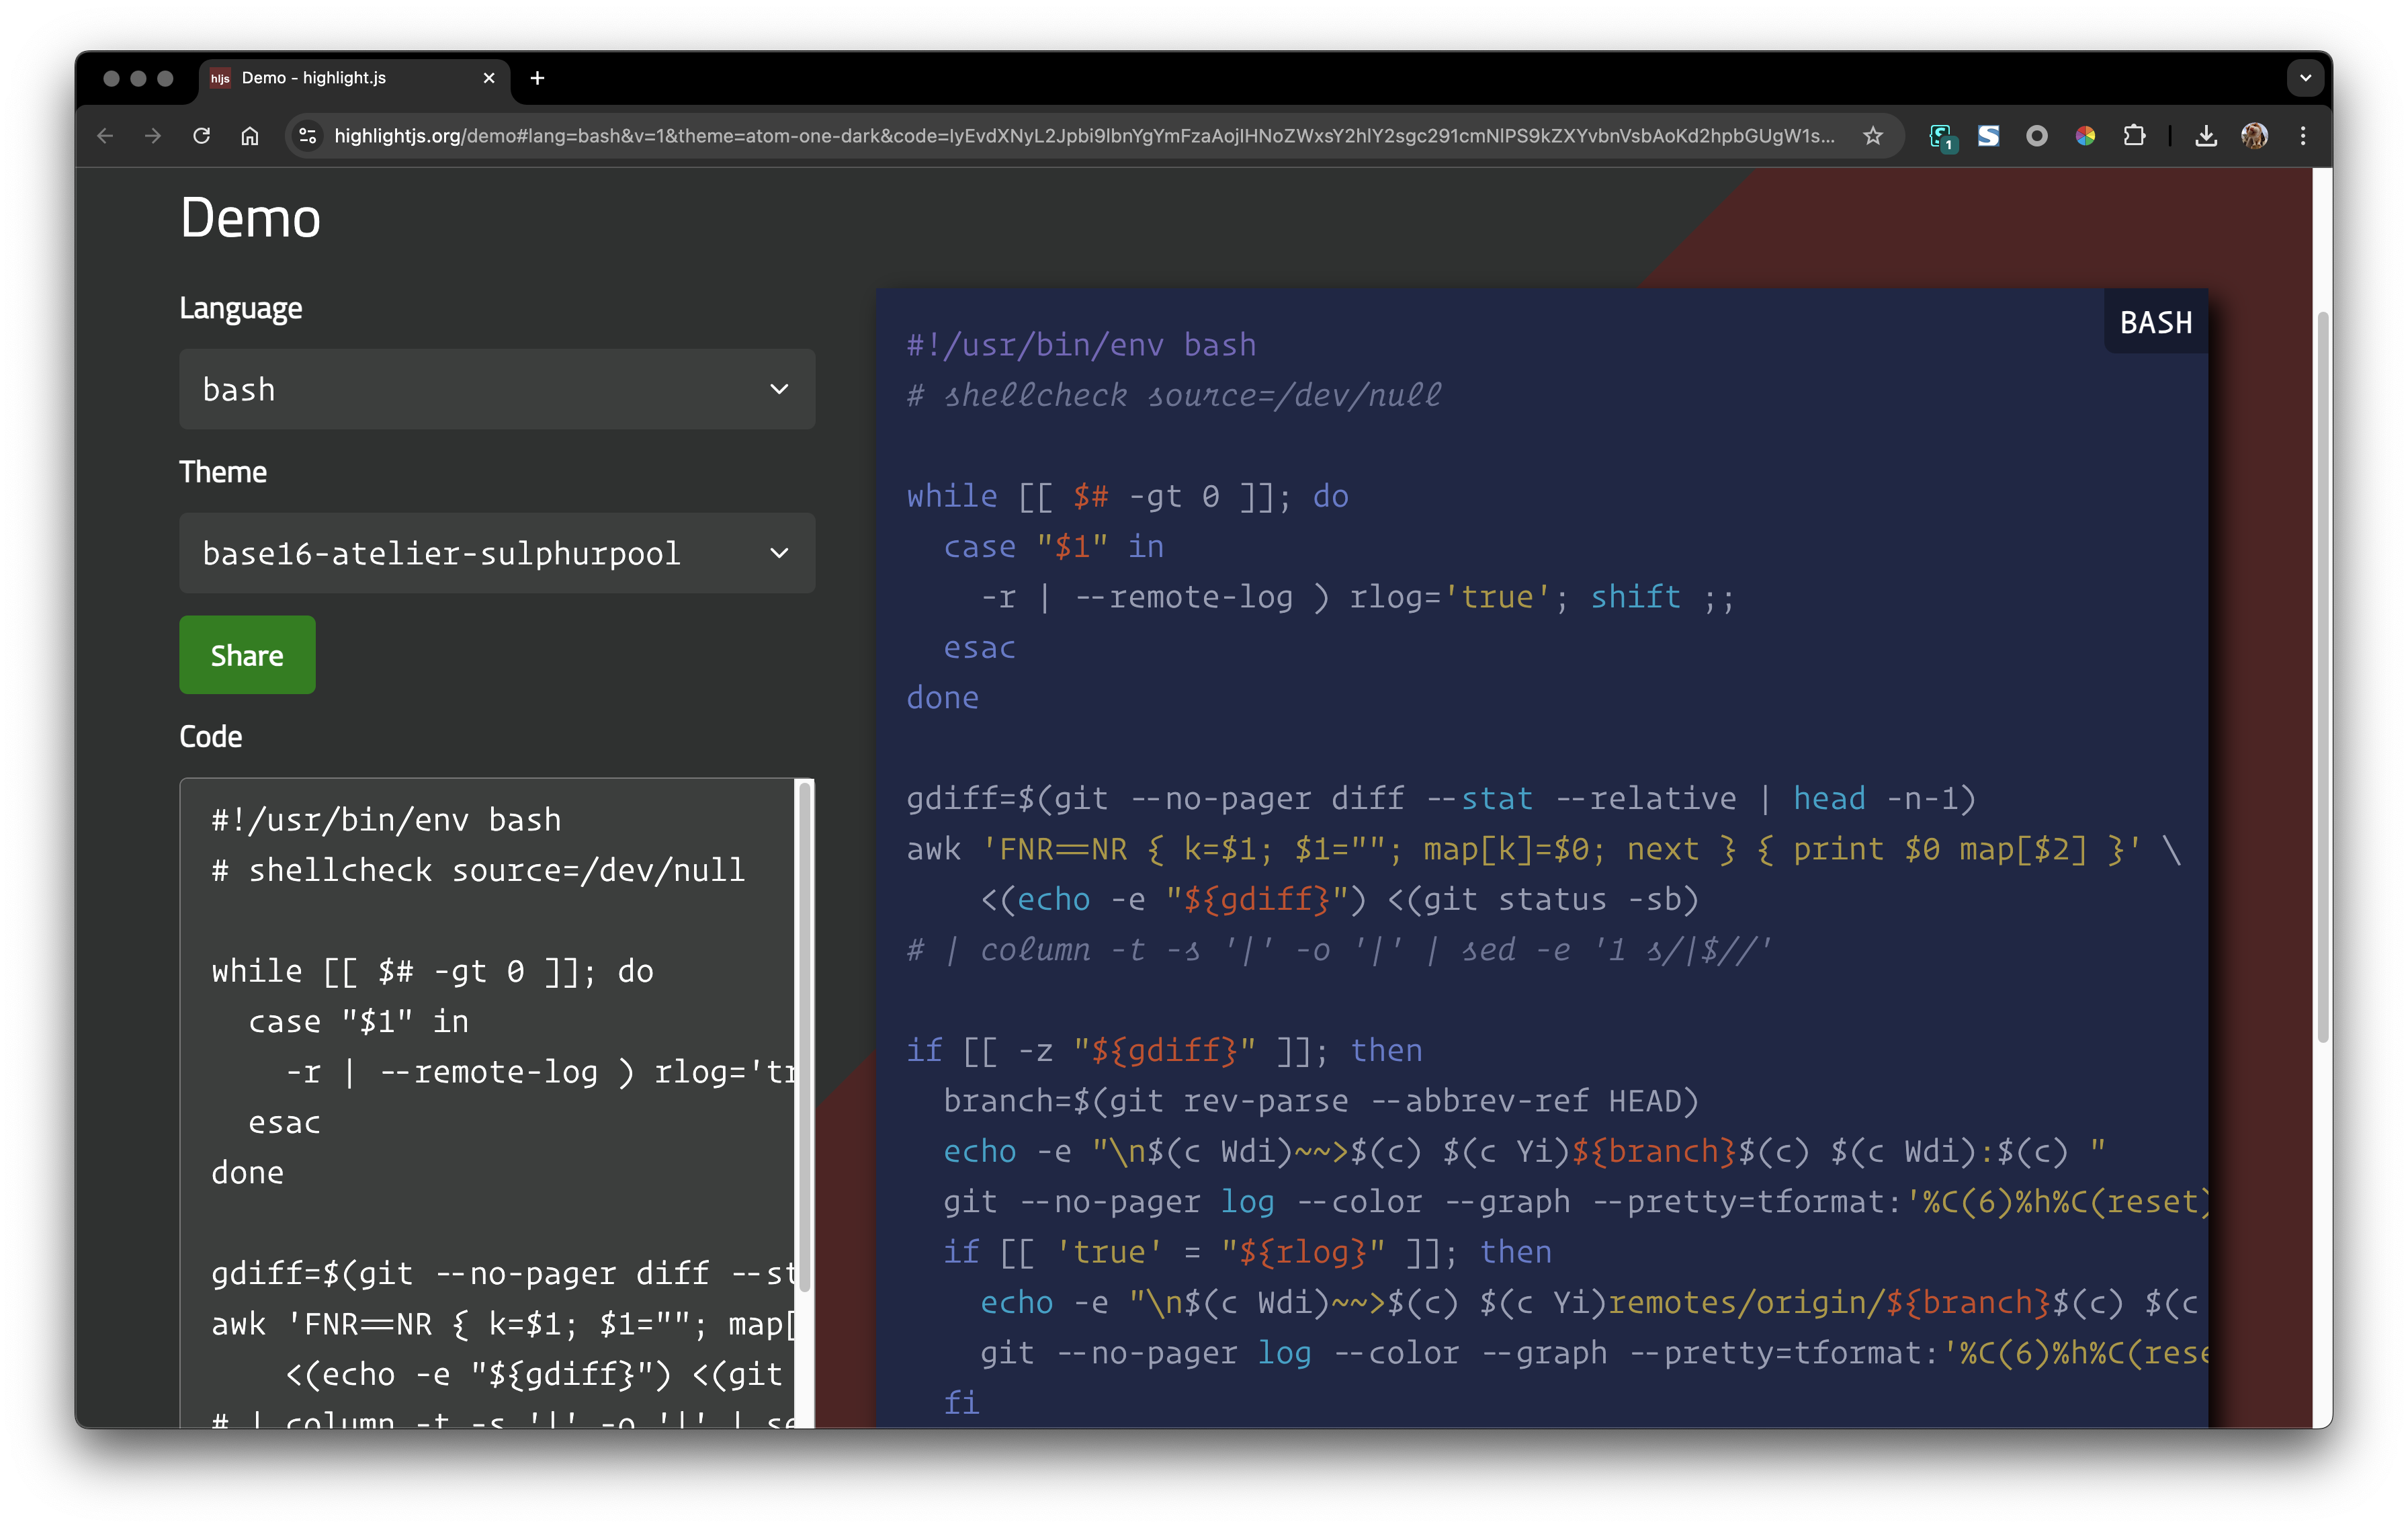 hljs Demo - highlight.js
highlightjs.org/demo#lang=bash&v=1&theme=atom-one-dark&code=IyEvdXNyL2Jpbi9lbnYgYmFzaAojIHNoZWxsY2hlY2sgc291cmNlPS9kZXYvbnVsbAoKd2hpbGUgW1s...
1
Demo
Language
bash
Theme
base16-atelier-sulphurpool
Share
Code
#!/usr/bin/env bash
# shellcheck source=/dev/null
while [[ $# -gt 0 ]]; do
  case "$1" in
    -r | --remote-log ) rlog='tr
  esac
done
gdiff=$(git --no-pager diff --st
awk 'FNR==NR { k=$1; $1=""; map[
    <(echo -e "${gdiff}") <(git
# | column -t -s '|' -o '|' | se
BASH
#!/usr/bin/env bash
# shellcheck source=/dev/null
while [[ $# -gt 0 ]]; do
  case "$1" in
    -r | --remote-log ) rlog='true'; shift ;;
  esac
done
gdiff=$(git --no-pager diff --stat --relative | head -n-1)
awk 'FNR==NR { k=$1; $1=""; map[k]=$0; next } { print $0 map[$2] }' \
    <(echo -e "${gdiff}") <(git status -sb)
# | column -t -s '|' -o '|' | sed -e '1 s/|$//'
if [[ -z "${gdiff}" ]]; then
  branch=$(git rev-parse --abbrev-ref HEAD)
  echo -e "\n$(c Wdi)~~>$(c) $(c Yi)${branch}$(c) $(c Wdi):$(c) "
  git --no-pager log --color --graph --pretty=tformat:'%C(6)%h%C(reset)
  if [[ 'true' = "${rlog}" ]]; then
    echo -e "\n$(c Wdi)~~>$(c) $(c Yi)remotes/origin/${branch}$(c) $(c
    git --no-pager log --color --graph --pretty=tformat:'%C(6)%h%C(rese
  fi